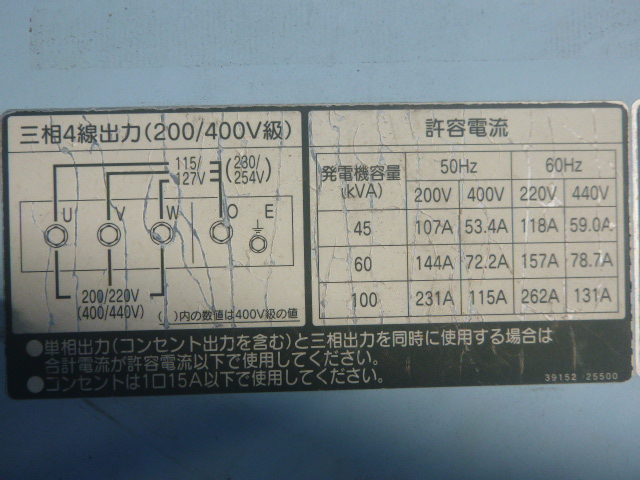 三相4線出力(200/400V級)
115/
127V
(230/
254V)
U V W O E
200/220V
(400/440V)
( )内の数値は400V級の値
許容電流
発電機容量
(kVA)
50Hz 60Hz
200V 400V 220V 440V
45 107A 53.4A 118A 59.0A
60 144A 72.2A 157A 78.7A
100 231A 115A 262A 131A
●単相出力(コンセント出力を含む)と三相出力を同時に使用する場合は
合計電流が許容電流以下で使用してください。
●コンセントは1口15A以下で使用してください。
39152-25500